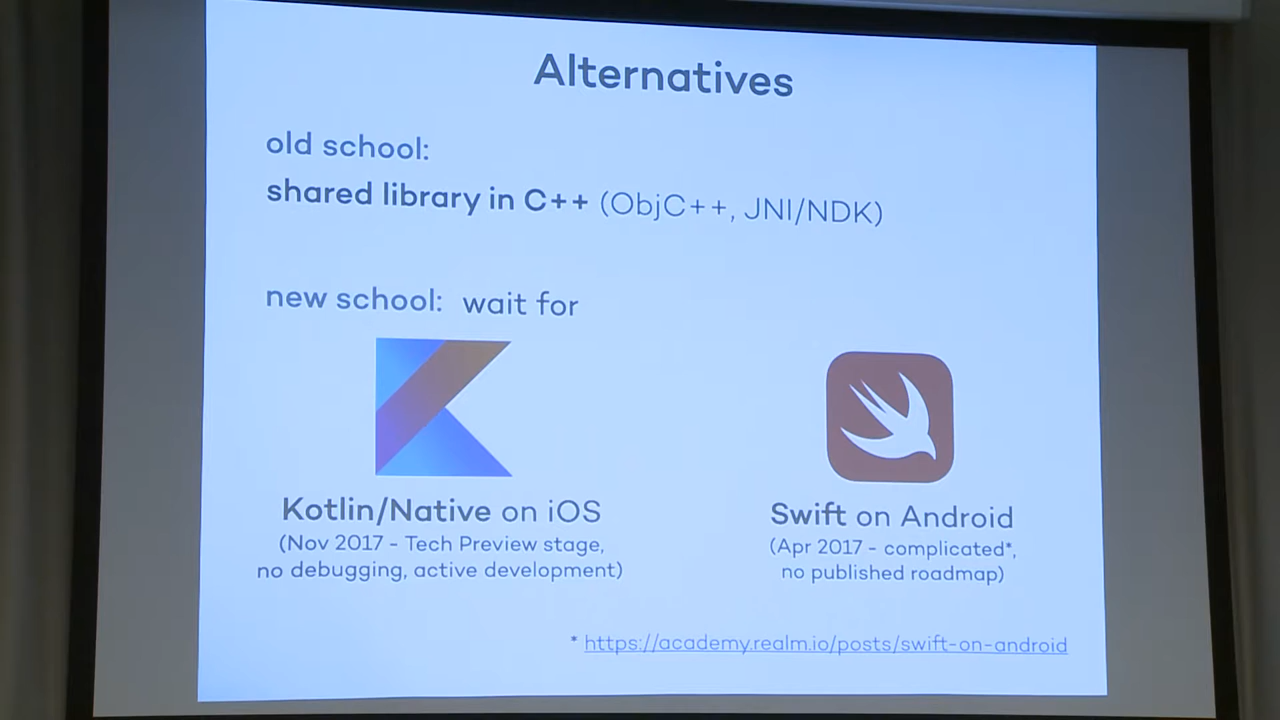 Alternatives
old school:
shared library in C++ (ObjC++, JNI/NDK)
new school: wait for
Kotlin/Native on iOS
(Nov 2017 - Tech Preview stage,
no debugging, active development)
Swift on Android
(Apr 2017 - complicated*,
no published roadmap)
* https://academy.realm.io/posts/swift-on-android